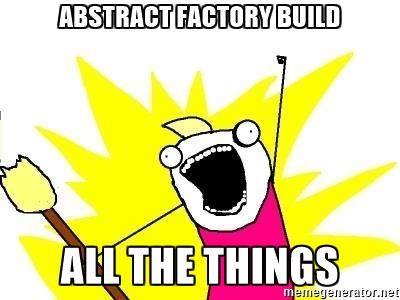 ABSTRACT FACTORY BUILD
ALL THE THINGS
memegenerator.net